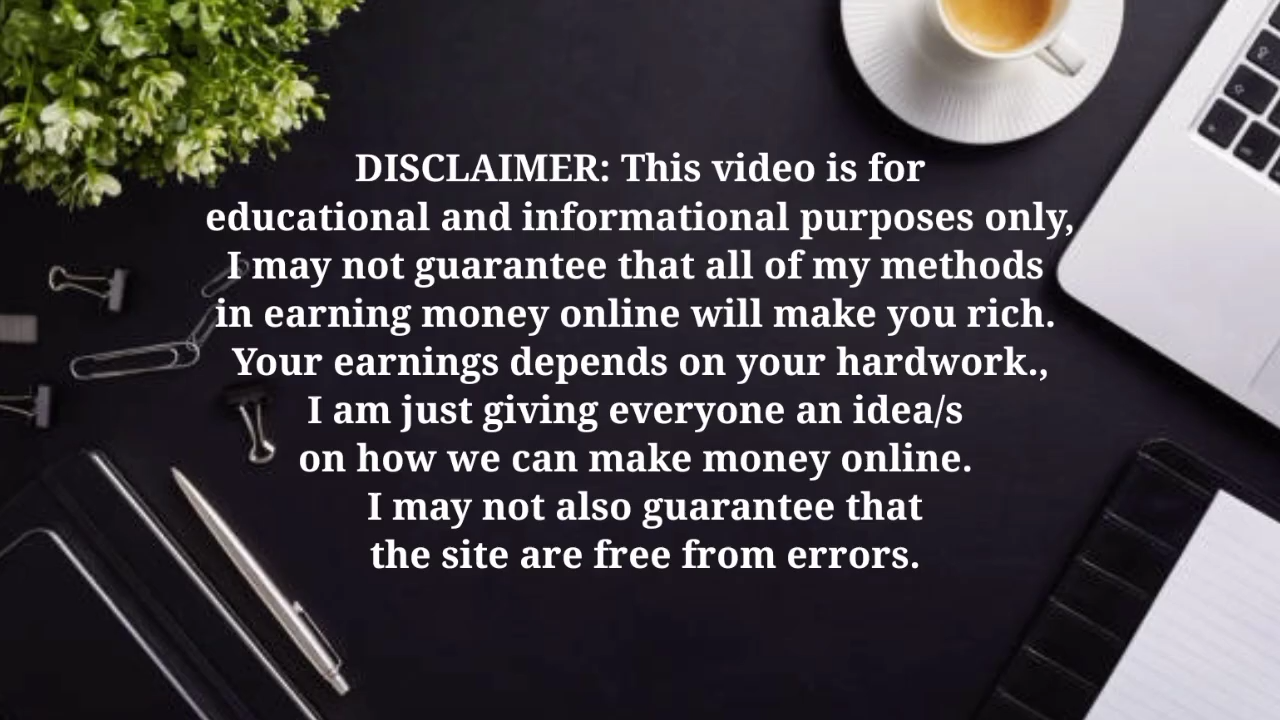 DISCLAIMER: This video is for
educational and informational purposes only,
I may not guarantee that all of my methods
in earning money online will make you rich.
Your earnings depends on your hardwork.,
I am just giving everyone an idea/s
on how we can make money online.
I may not also guarantee that
the site are free from errors.